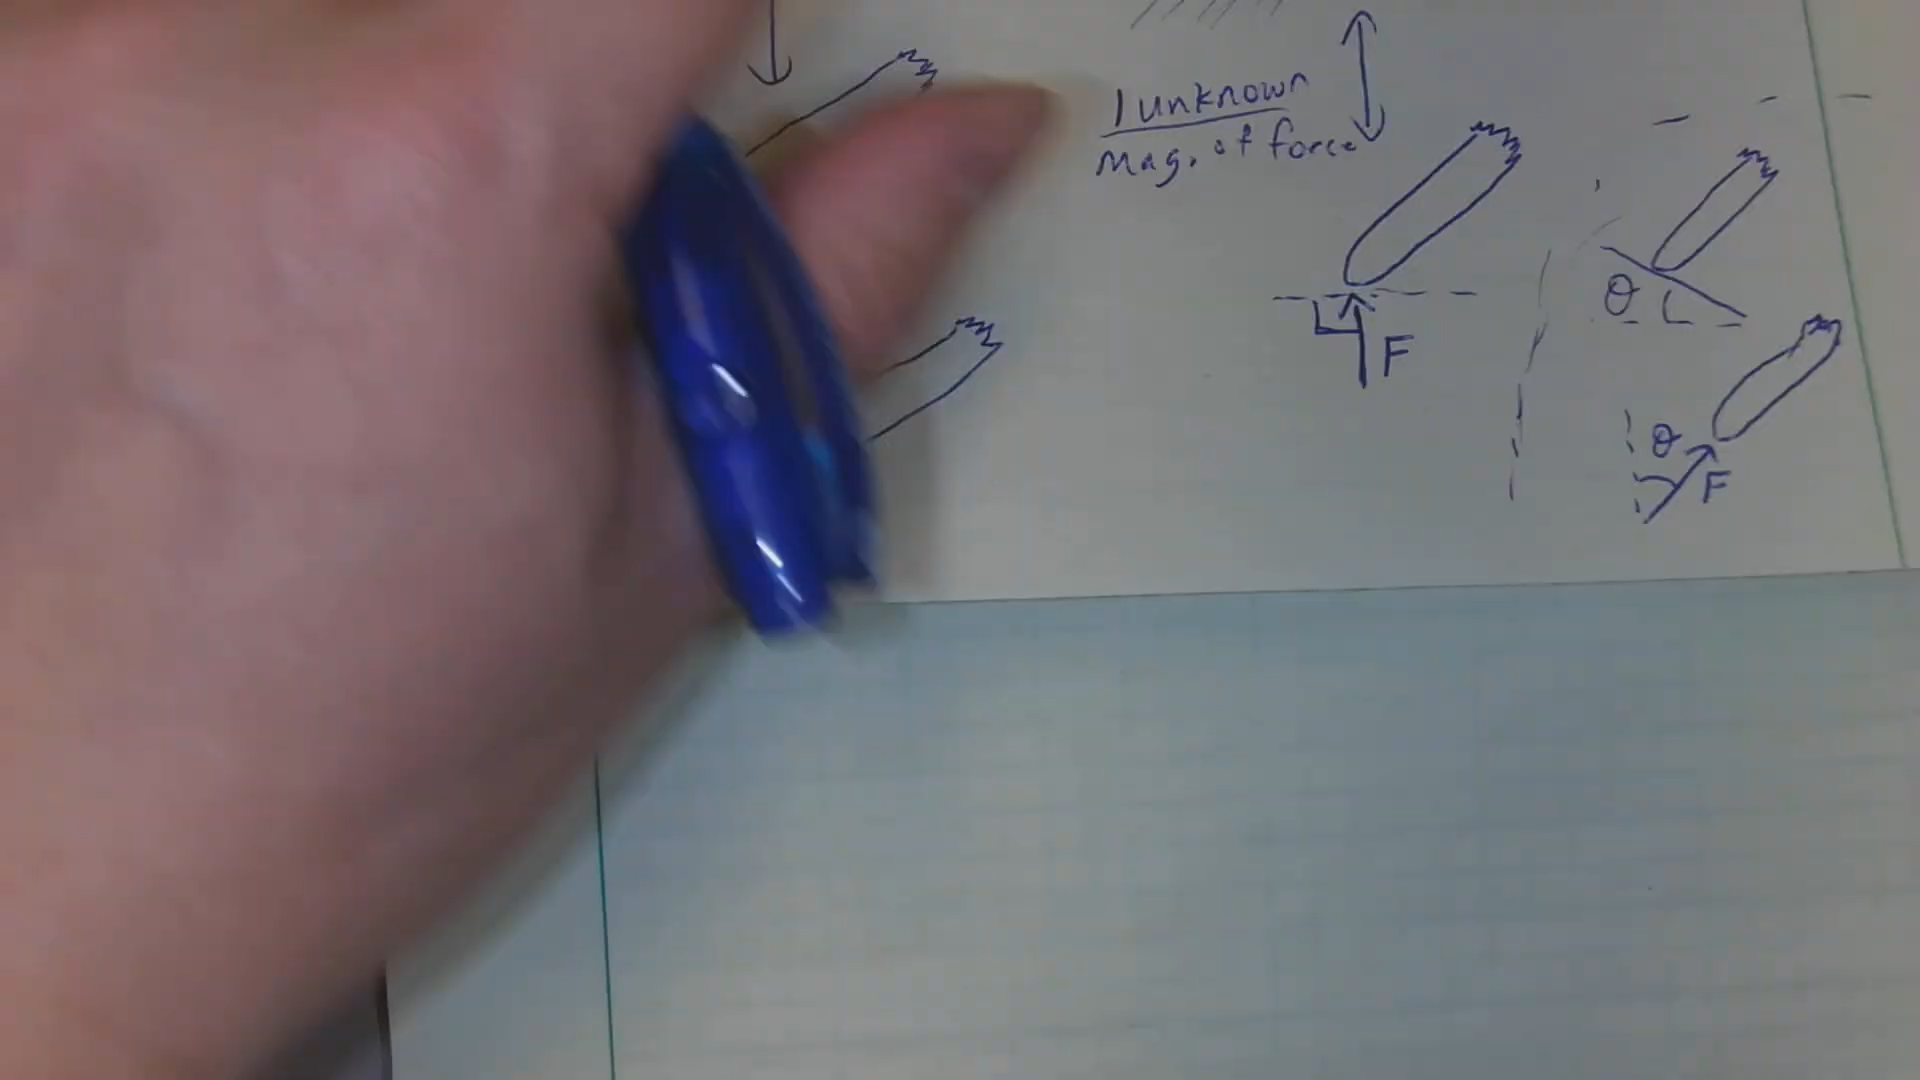 1 unknown
Mag. of force
F
θ
θ
F